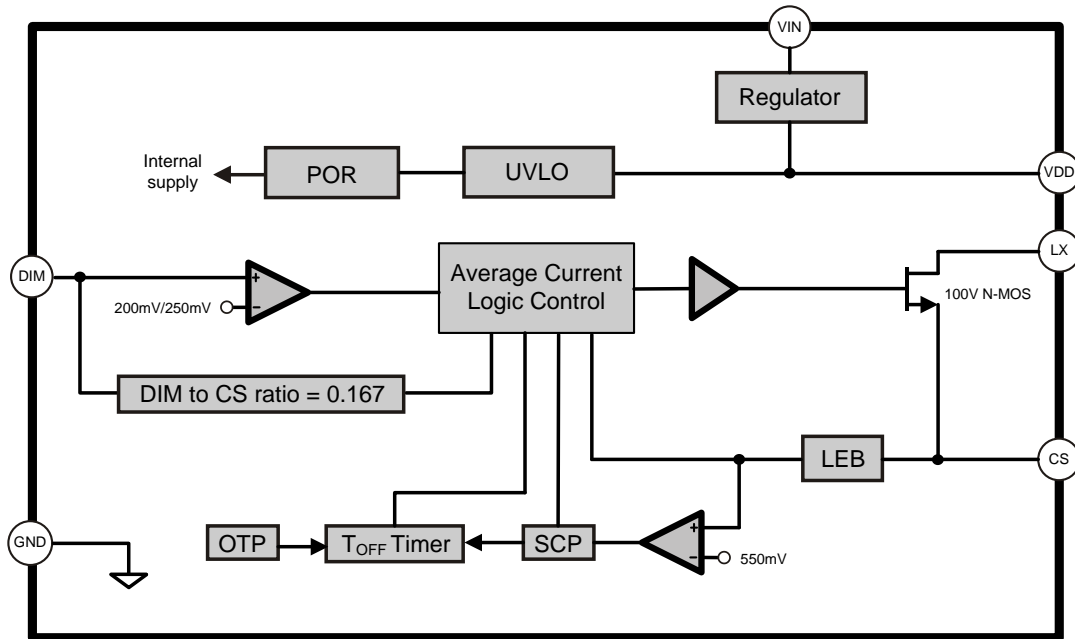 VIN
Regulator
Internal
supply
POR
UVLO
VDD
LX
DIM
+
200mV/250mV
−
Average Current
Logic Control
100V N-MOS
DIM to CS ratio = 0.167
LEB
CS
GND
OTP
TOFF Timer
SCP
+
−
550mV